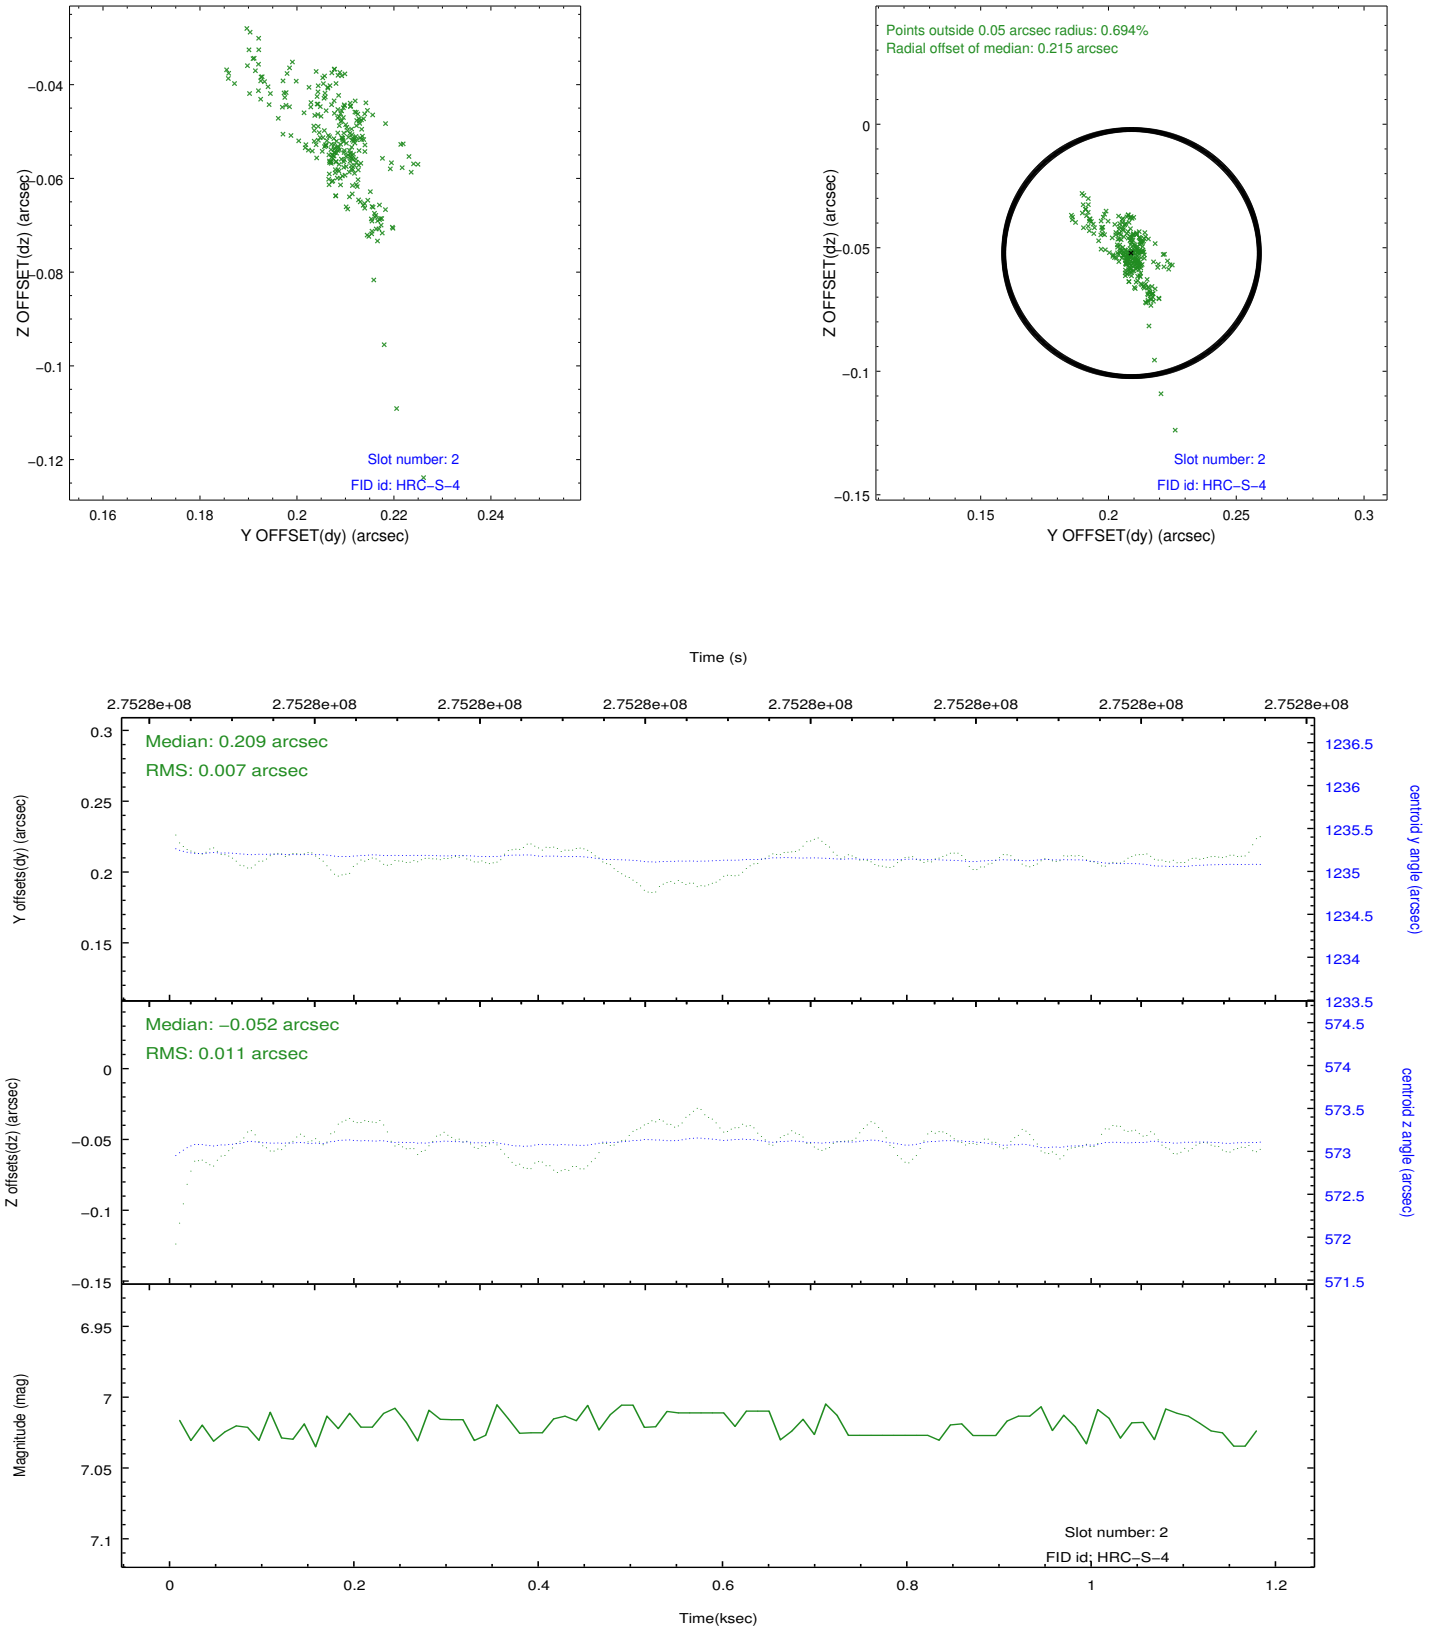 −0.04
−0.06
−0.08
−0.1
−0.12
Z OFFSET(dz) (arcsec)
0.16
0.18
0.2
0.22
0.24
Y OFFSET(dy) (arcsec)
Slot number: 2
FID id: HRC−S−4
Points outside 0.05 arcsec radius: 0.694%
Radial offset of median: 0.215 arcsec
0
−0.05
−0.1
−0.15
Z OFFSET(dz) (arcsec)
0.15
0.2
0.25
0.3
Y OFFSET(dy) (arcsec)
Slot number: 2
FID id: HRC−S−4
Time (s)
2.7528e+08
2.7528e+08
2.7528e+08
2.7528e+08
2.7528e+08
2.7528e+08
2.7528e+08
2.7528e+08
Median: 0.209 arcsec
RMS: 0.007 arcsec
0.3
0.25
0.2
0.15
Y offsets(dy) (arcsec)
1236.5
1236
1235.5
1235
1234.5
1234
1233.5
centroid y angle (arcsec)
Median: −0.052 arcsec
RMS: 0.011 arcsec
0
−0.05
−0.1
−0.15
Z offsets(dz) (arcsec)
574.5
574
573.5
573
572.5
572
571.5
centroid z angle (arcsec)
6.95
7
7.05
7.1
Magnitude (mag)
Slot number: 2
FID id: HRC−S−4
0
0.2
0.4
0.6
0.8
1
1.2
Time(ksec)